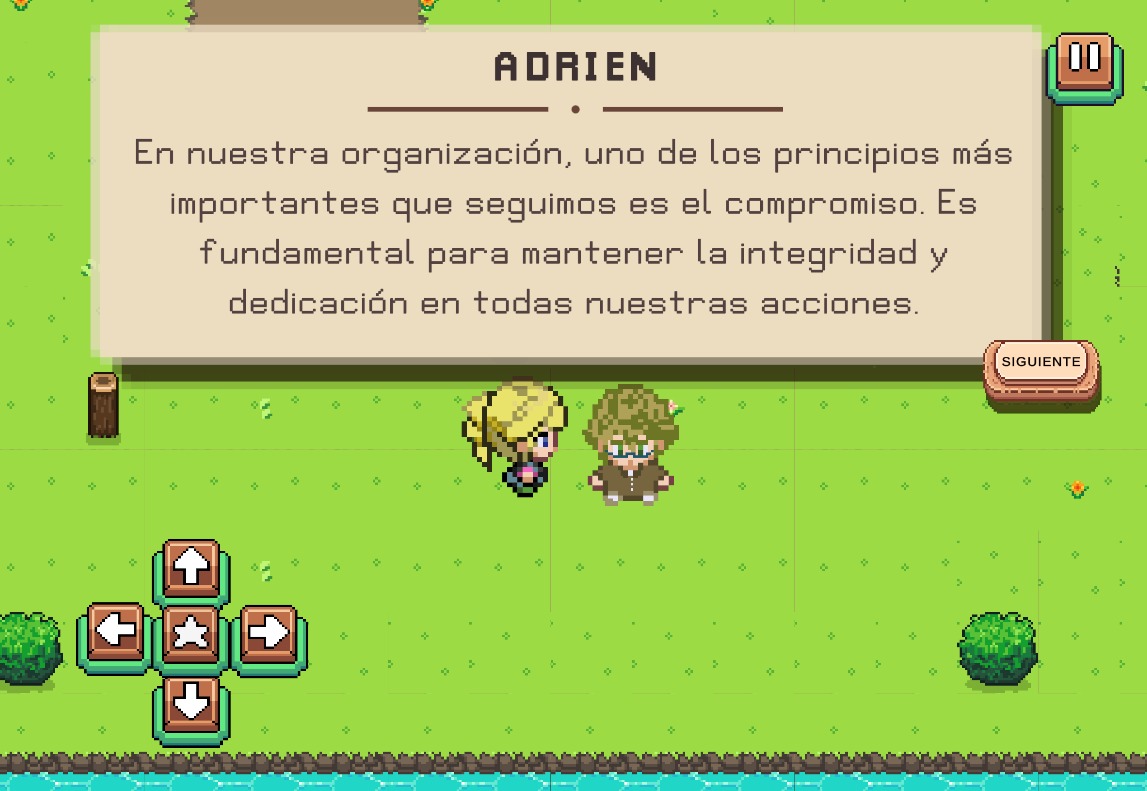 ADRIEN
En nuestra organización, uno de los principios más
importantes que seguimos es el compromiso. Es
fundamental para mantener la integridad y
dedicación en todas nuestras acciones.
SIGUIENTE